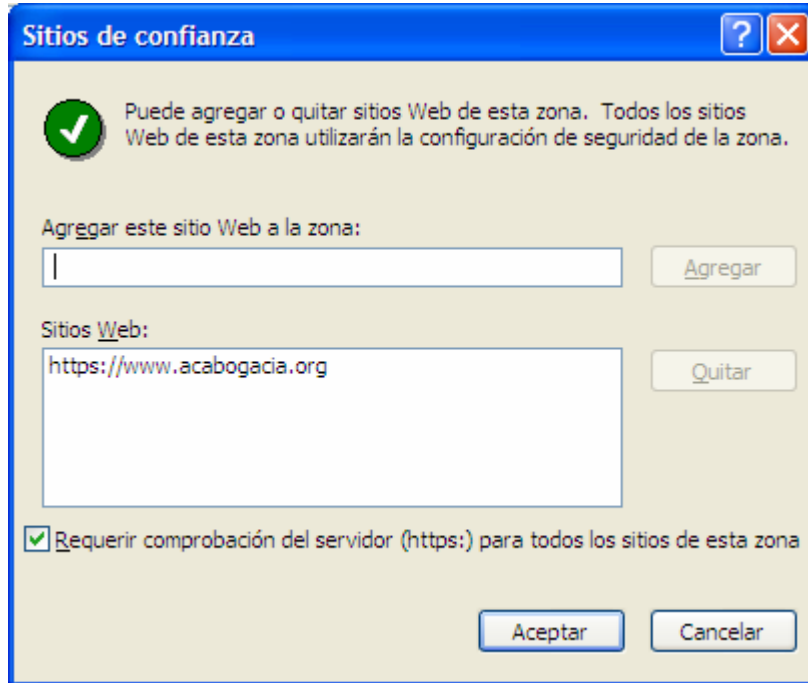 Sitios de confianza
Puede agregar o quitar sitios Web de esta zona. Todos los sitios
Web de esta zona utilizarán la configuración de seguridad de la zona.
Agregar este sitio Web a la zona:
Agregar
Sitios Web:
https://www.acabogacia.org
Quitar
Requerir comprobación del servidor (https:) para todos los sitios de esta zona
Aceptar
Cancelar